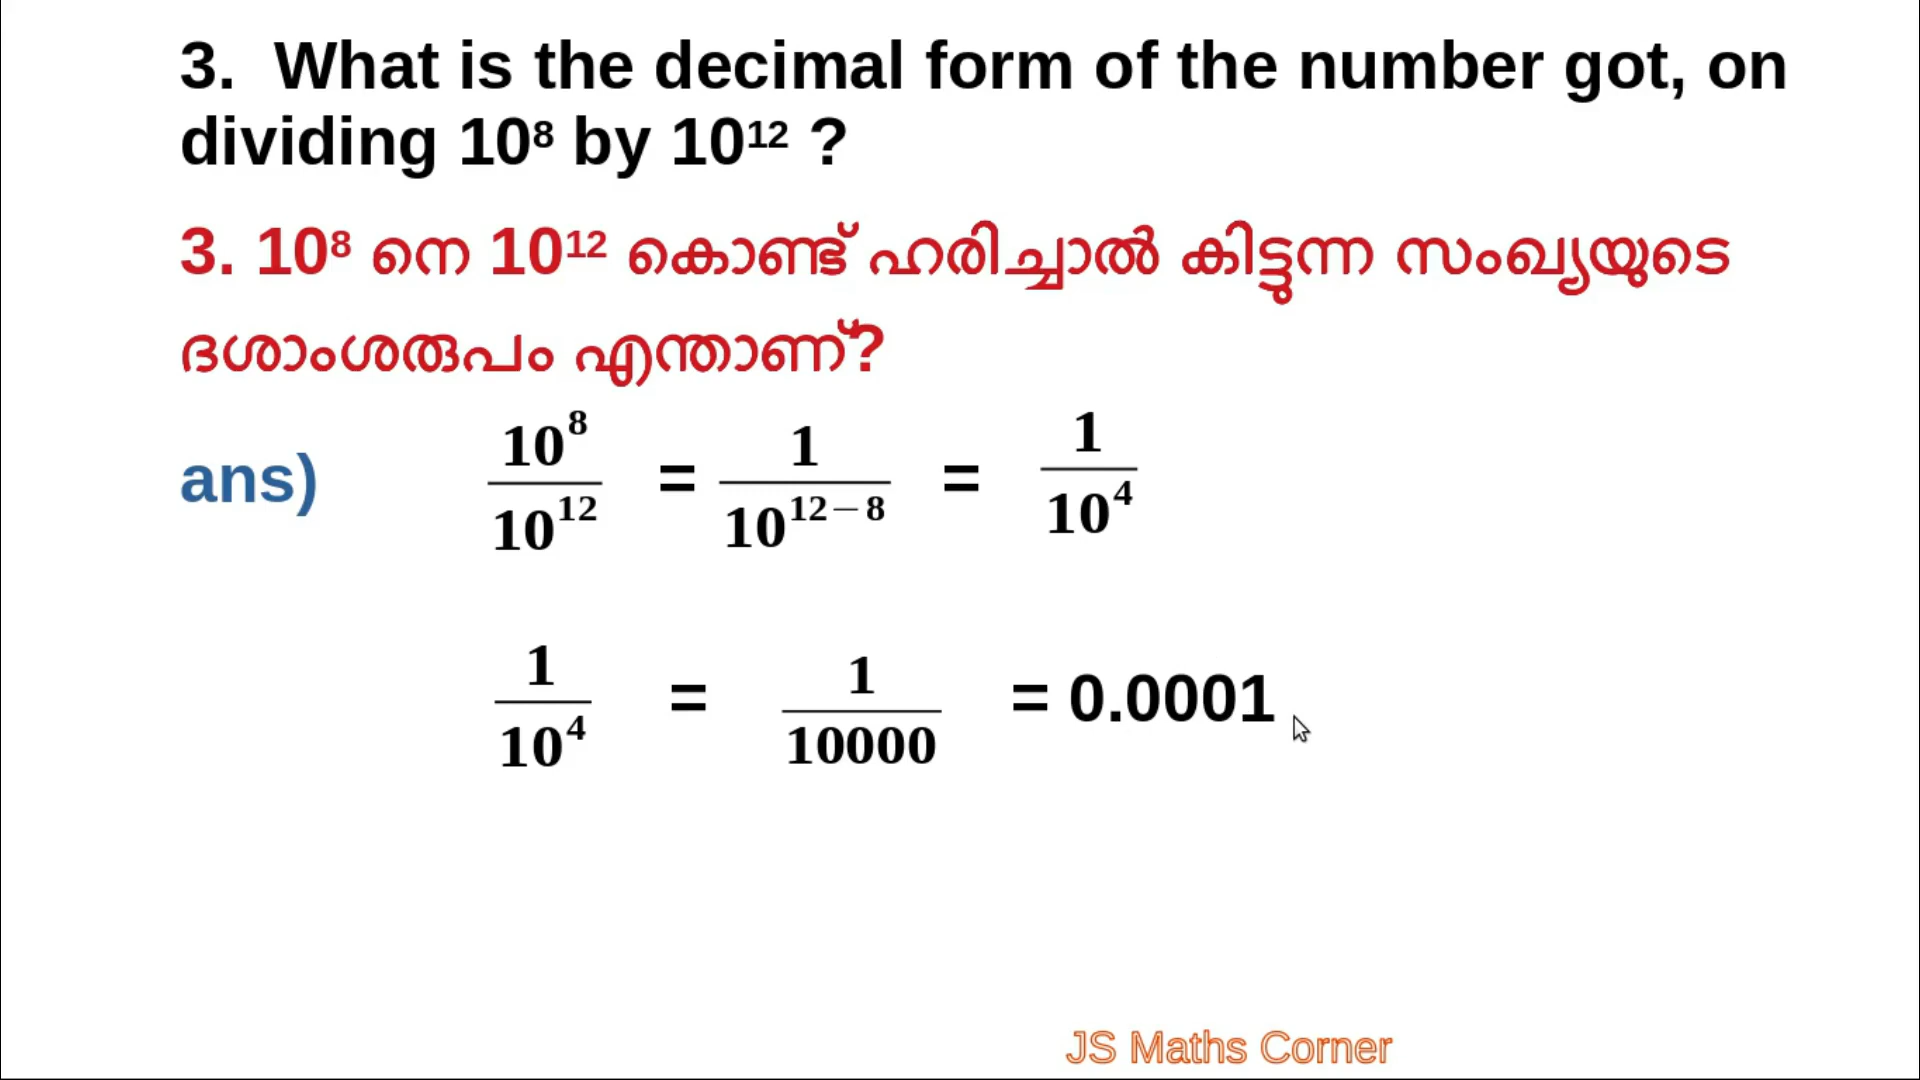 3. What is the decimal form of the number got, on
dividing 10⁸ by 10¹² ?
3. 10⁸ നെ 10¹² കൊണ്ട് ഹരിച്ചാൽ കിട്ടുന്ന സംഖ്യയുടെ
ദശാംശരുപം എന്താണ്?
ans) 10⁸/10¹² = 1/10¹²⁻⁸ = 1/10⁴
1/10⁴ = 1/10000 = 0.0001
JS Maths Corner